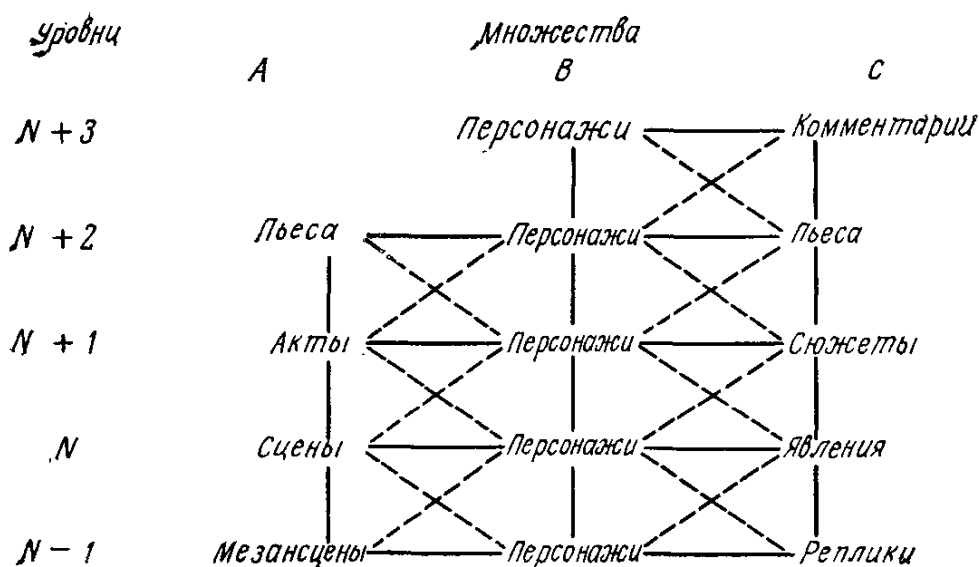 Уровни Множества
А В С
N + 3 Персонажи Комментарий
N + 2 Пьеса Персонажи Пьеса
N + 1 Акты Персонажи Сюжеты
N Сцены Персонажи Явления
N - 1 Мезансцены Персонажи Реплики